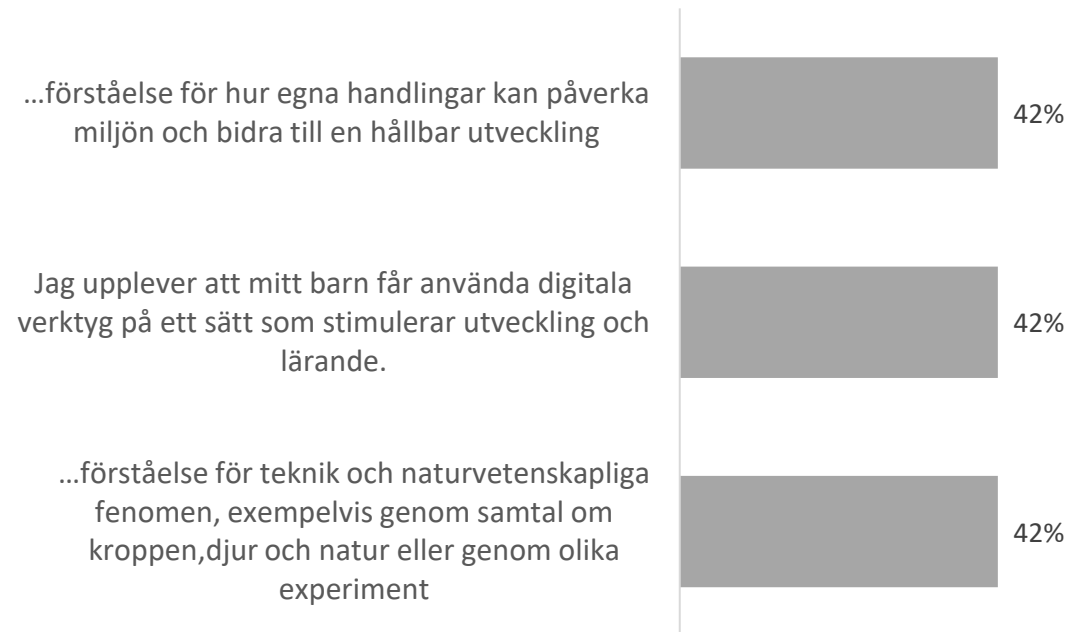 ...förståelse för hur egna handlingar kan påverka
miljön och bidra till en hållbar utveckling
42%
Jag upplever att mitt barn får använda digitala
verktyg på ett sätt som stimulerar utveckling och
lärande.
42%
...förståelse för teknik och naturvetenskapliga
fenomen, exempelvis genom samtal om
kroppen,djur och natur eller genom olika
experiment
42%